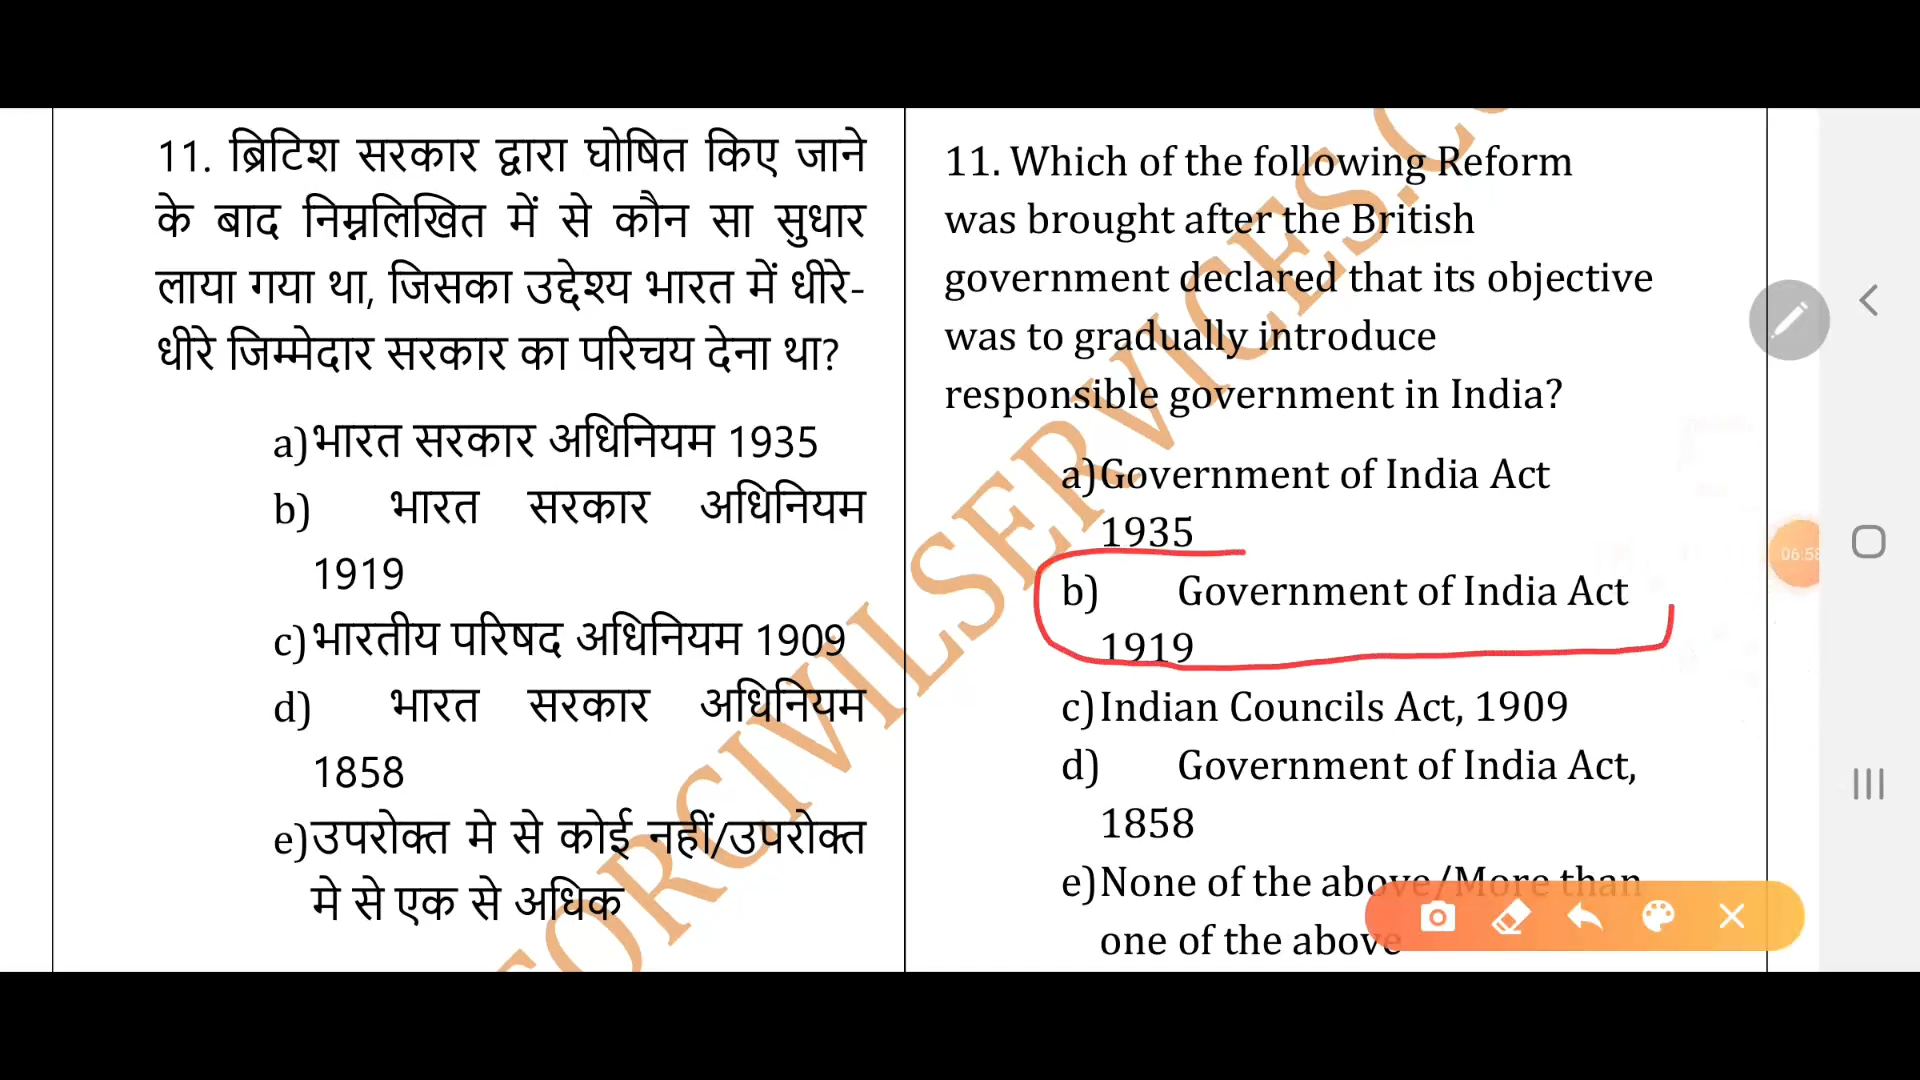 11. ब्रिटिश सरकार द्वारा घोषित किए जाने
के बाद निम्नलिखित में से कौन सा सुधार
लाया गया था, जिसका उद्देश्य भारत में धीरे-
धीरे जिम्मेदार सरकार का परिचय देना था?
a)भारत सरकार अधिनियम 1935
b) भारत सरकार अधिनियम
1919
c)भारतीय परिषद अधिनियम 1909
d) भारत सरकार अधिनियम
1858
e)उपरोक्त मे से कोई नहीं/उपरोक्त
मे से एक से अधिक
11. Which of the following Reform
was brought after the British
government declared that its objective
was to gradually introduce
responsible government in India?
a)Government of India Act
1935
b) Government of India Act
1919
c)Indian Councils Act, 1909
d) Government of India Act,
1858
e)None of the above/More than
one of the above
FORCIVILSERVICES.CO
06:58